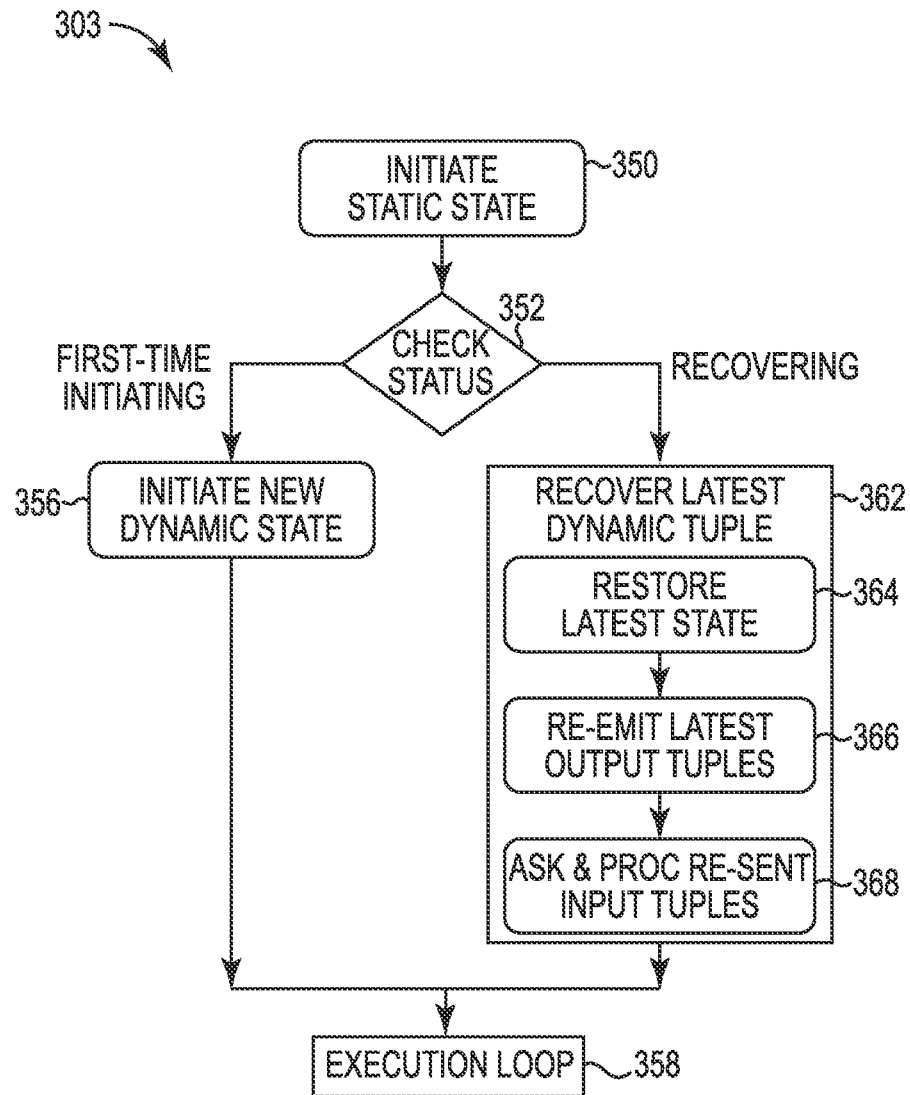 303
INITIATE
STATIC STATE
350
352
CHECK
STATUS
FIRST-TIME
INITIATING
RECOVERING
356
INITIATE NEW
DYNAMIC STATE
RECOVER LATEST
DYNAMIC TUPLE
362
RESTORE
LATEST STATE
364
RE-EMIT LATEST
OUTPUT TUPLES
366
ASK & PROC RE-SENT
INPUT TUPLES
368
EXECUTION LOOP
358